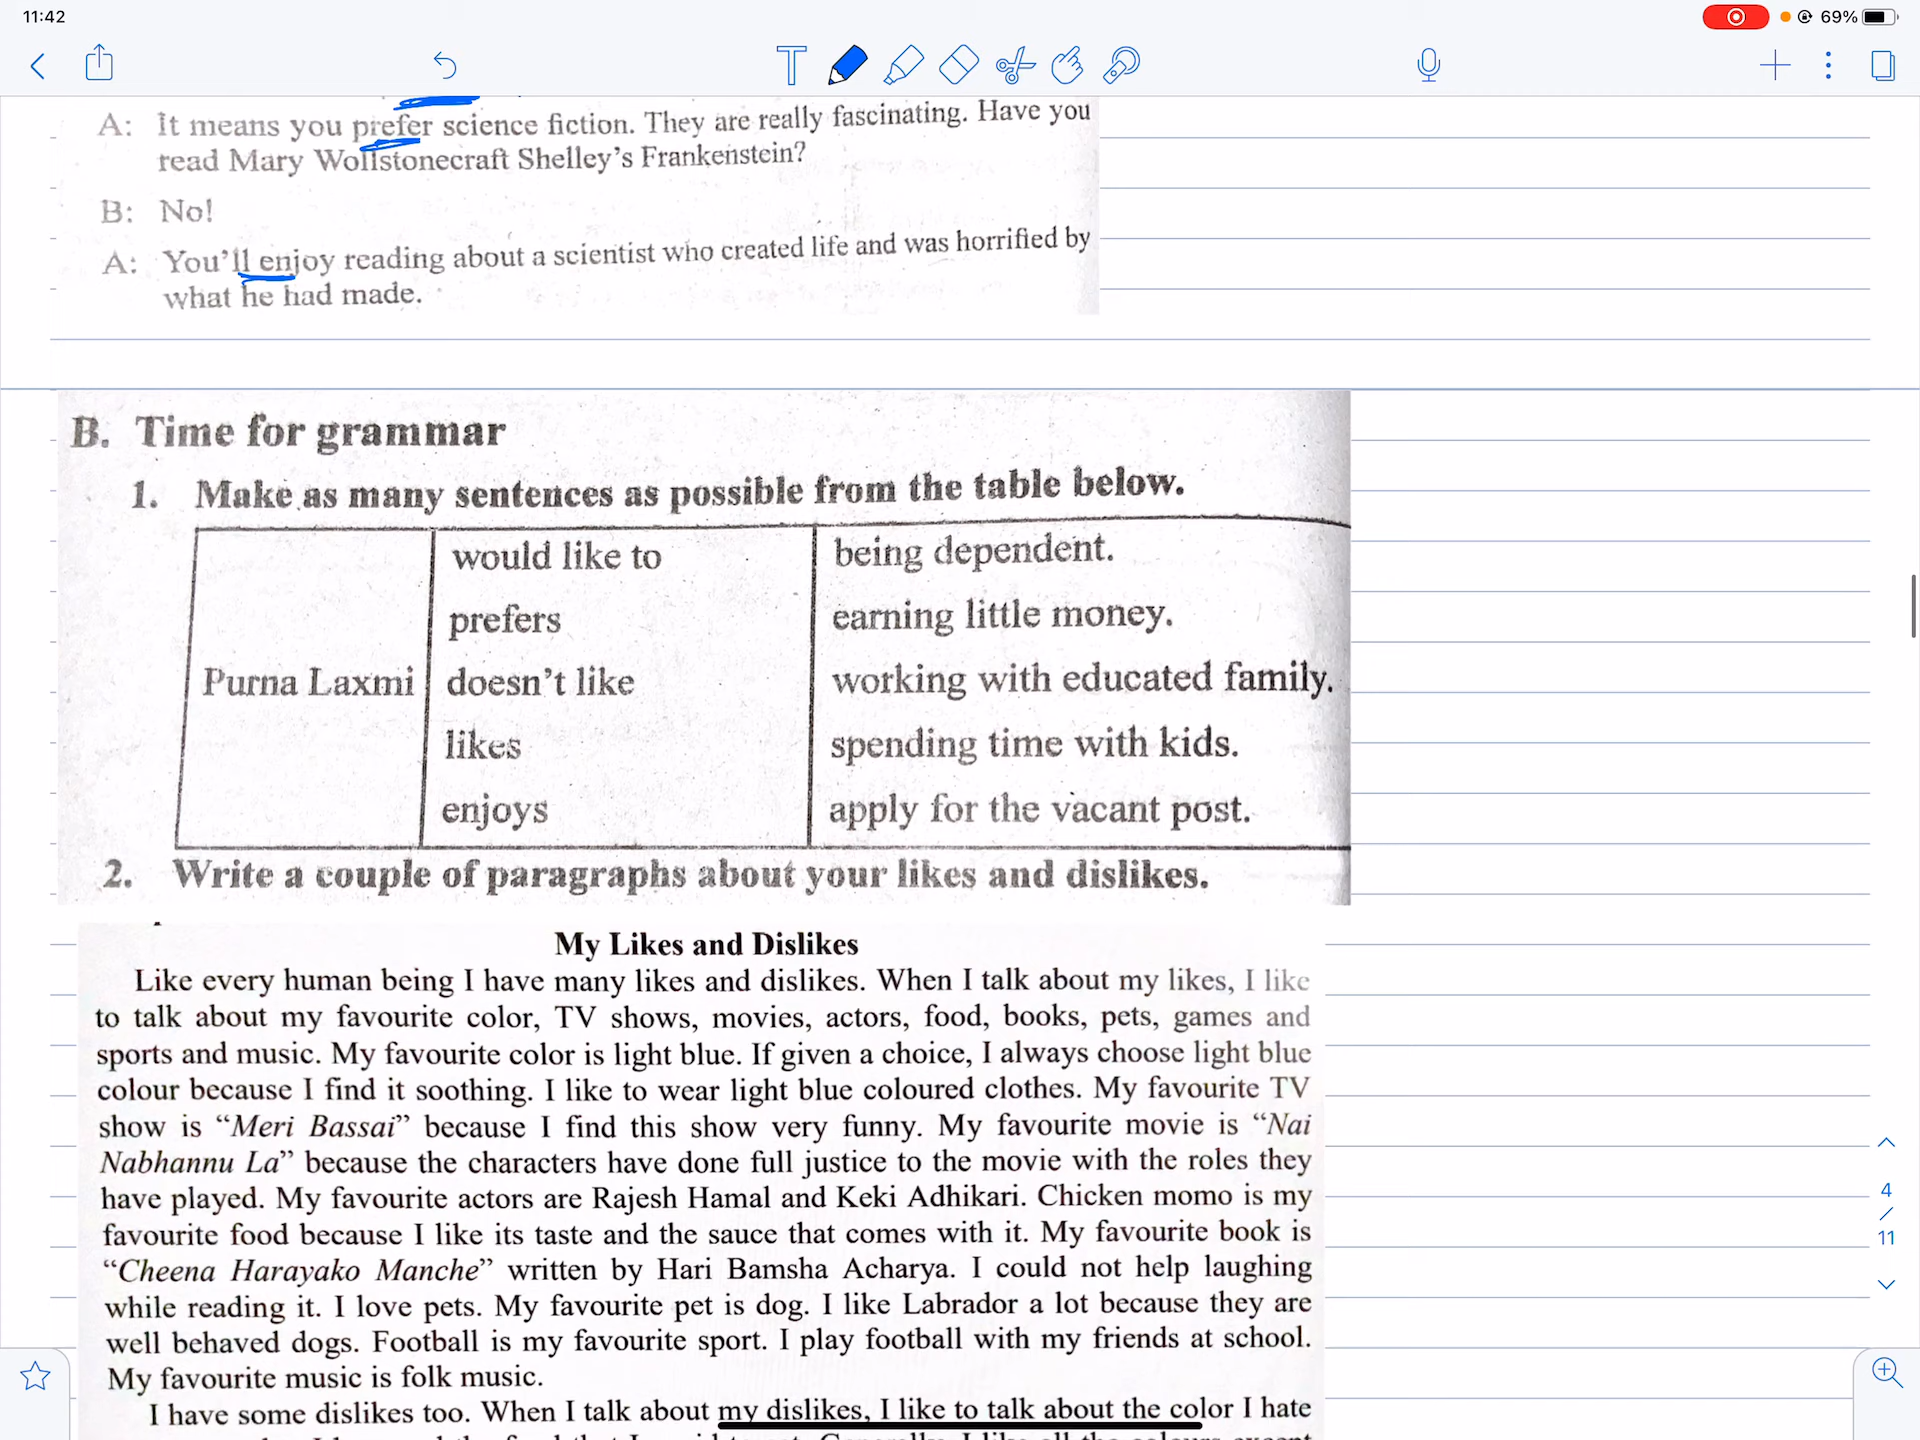 11:42
69%
A: It means you prefer science fiction. They are really fascinating. Have you
read Mary Wollstonecraft Shelley's Frankenstein?
B: No!
A: You'll enjoy reading about a scientist who created life and was horrified by
what he had made.
B. Time for grammar
1. Make as many sentences as possible from the table below.
would like to being dependent.
prefers earning little money.
Purna Laxmi doesn't like working with educated family.
likes spending time with kids.
enjoys apply for the vacant post.
2. Write a couple of paragraphs about your likes and dislikes.
My Likes and Dislikes
Like every human being I have many likes and dislikes. When I talk about my likes, I like
to talk about my favourite color, TV shows, movies, actors, food, books, pets, games and
sports and music. My favourite color is light blue. If given a choice, I always choose light blue
colour because I find it soothing. I like to wear light blue coloured clothes. My favourite TV
show is “Meri Bassai” because I find this show very funny. My favourite movie is “Nai
Nabhannu La” because the characters have done full justice to the movie with the roles they
have played. My favourite actors are Rajesh Hamal and Keki Adhikari. Chicken momo is my
favourite food because I like its taste and the sauce that comes with it. My favourite book is
“Cheena Harayako Manche” written by Hari Bamsha Acharya. I could not help laughing
while reading it. I love pets. My favourite pet is dog. I like Labrador a lot because they are
well behaved dogs. Football is my favourite sport. I play football with my friends at school.
My favourite music is folk music.
I have some dislikes too. When I talk about my dislikes, I like to talk about the color I hate
4
/
11